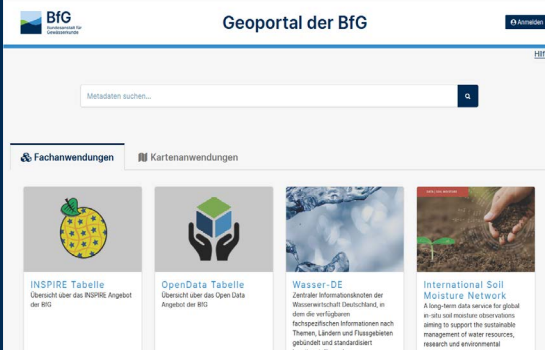 BfG
Bundesanstalt für
Gewässerkunde
Geoportal der BfG
Anmelden
Hilf
Metadaten suchen...
Fachanwendungen
Kartenanwendungen
INSPIRE Tabelle
Übersicht über das INSPIRE Angebot
der BfG
OpenData Tabelle
Übersicht über das Open Data
Angebot der BfG
Wasser-DE
Zentraler Informationsknoten der
Wasserwirtschaft Deutschland, in
dem die verfügbaren
fachspezifischen Informationen nach
Themen, Ländern und Flussgebieten
gebündelt und standardisiert
International Soil
Moisture Network
A long-term data service for global
in-situ soil moisture observations
aiming to support the sustainable
management of water resources,
research und environmental